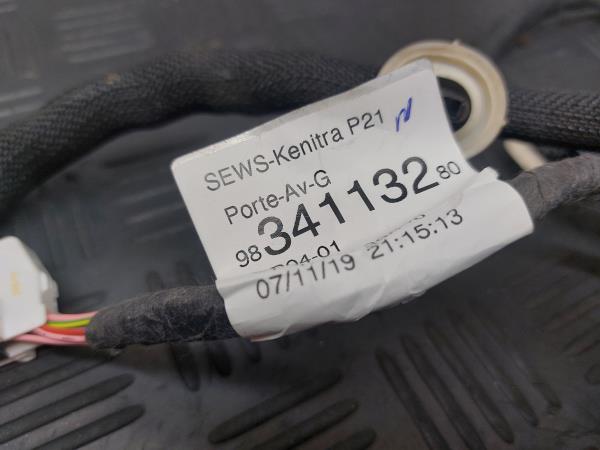 SEWS-Kenitra P21
Porte-Av-G
98 341132 80
07/11/19 21:15:13